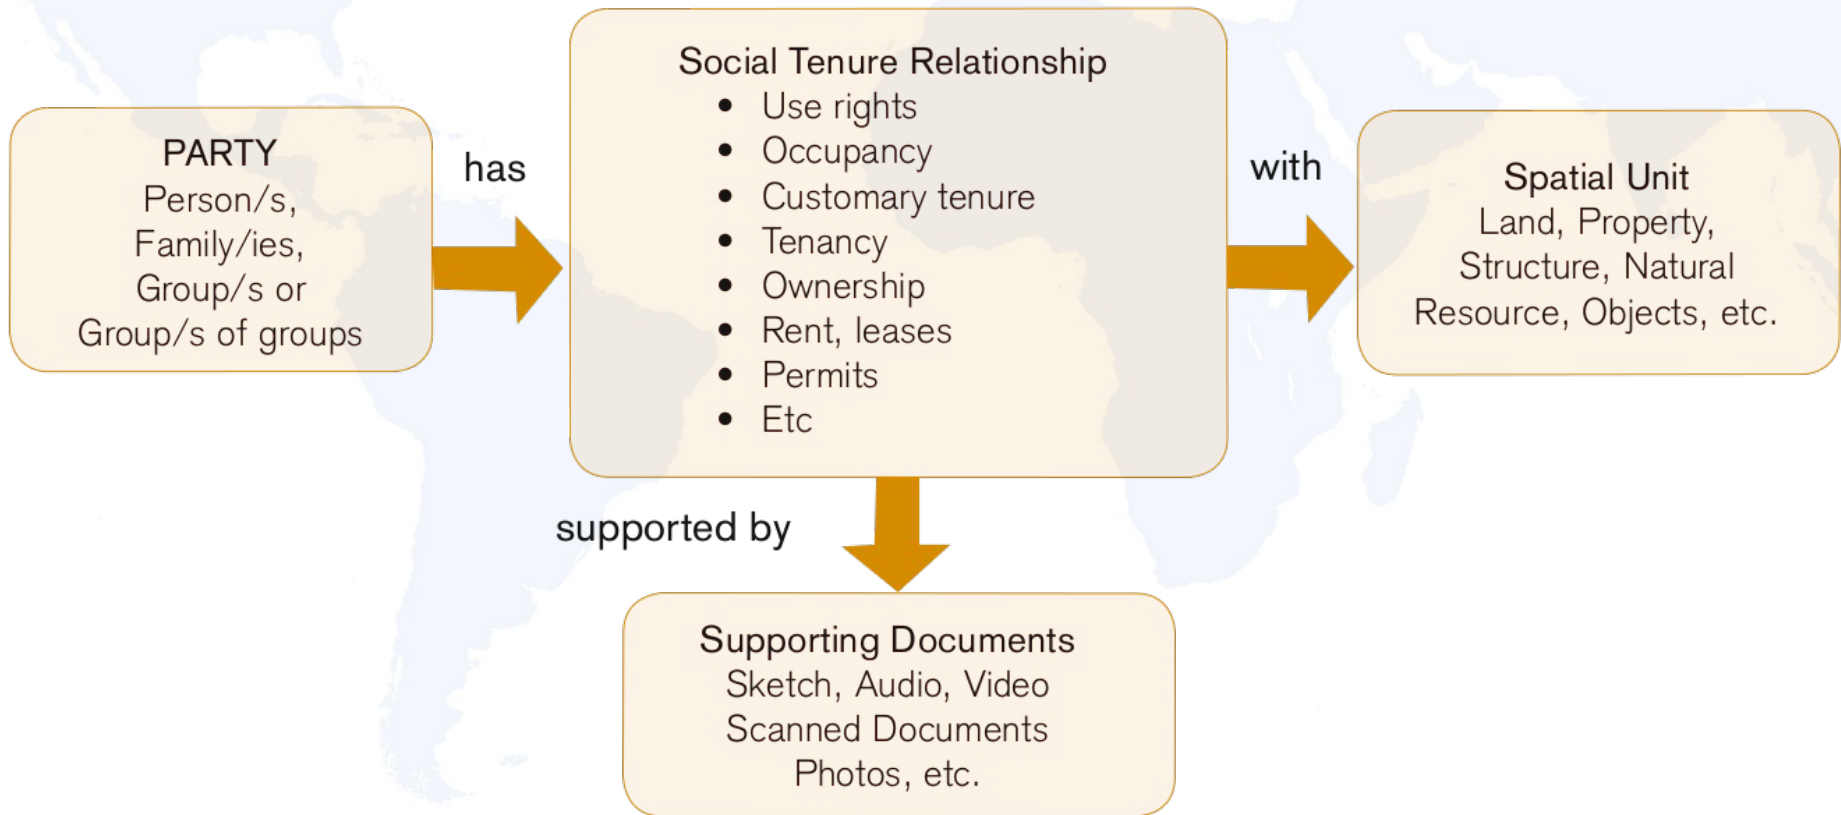 PARTY
Person/s,
Family/ies,
Group/s or
Group/s of groups
has
Social Tenure Relationship
• Use rights
• Occupancy
• Customary tenure
• Tenancy
• Ownership
• Rent, leases
• Permits
• Etc
with
Spatial Unit
Land, Property,
Structure, Natural
Resource, Objects, etc.
supported by
Supporting Documents
Sketch, Audio, Video
Scanned Documents
Photos, etc.